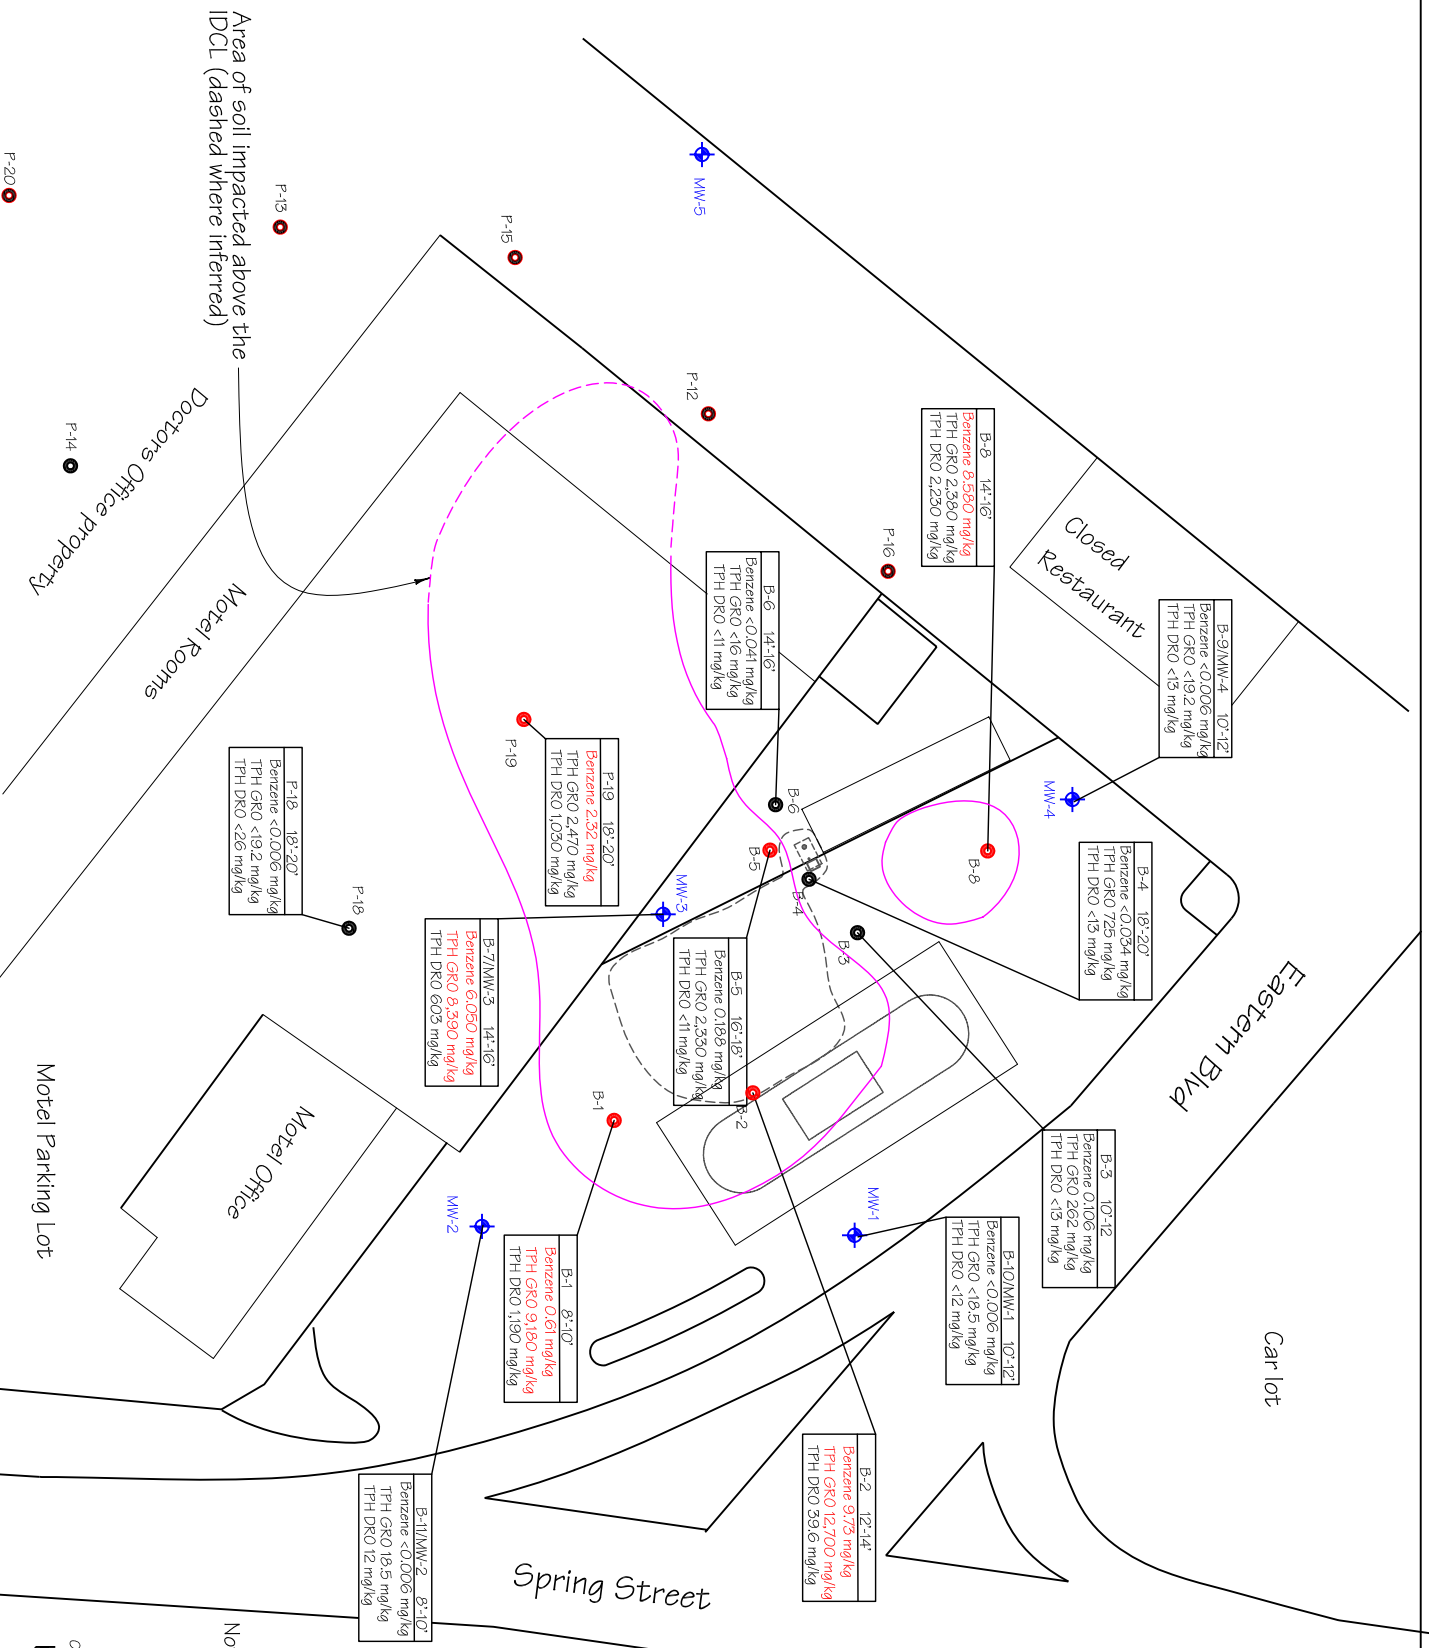 Area of soil impacted above the
IDCL (dashed where inferred)
MW-5
P-20
P-13
P-15
P-12
P-14
P-16
Doctors Office property
Motel Rooms
Closed
Restaurant
B-8 14'-16'
Benzene 8.580 mg/kg
TPH GRO 2,380 mg/kg
TPH DRO 2,230 mg/kg
B-9/MW-4 10'-12'
Benzene <0.006 mg/kg
TPH GRO <19.2 mg/kg
TPH DRO <13 mg/kg
B-6 14'-16'
Benzene <0.041 mg/kg
TPH GRO <16 mg/kg
TPH DRO <11 mg/kg
MW-4
B-8
B-6
B-5
B-4
B-3
P-19
P-19 18'-20'
Benzene 2.32 mg/kg
TPH GRO 2,470 mg/kg
TPH DRO 1,030 mg/kg
P-18 18'-20'
Benzene <0.006 mg/kg
TPH GRO <19.2 mg/kg
TPH DRO <26 mg/kg
P-18
MW-3
B-4 18'-20'
Benzene <0.034 mg/kg
TPH GRO 725 mg/kg
TPH DRO <13 mg/kg
B-7/MW-3 14'-16'
Benzene 6.050 mg/kg
TPH GRO 8,390 mg/kg
TPH DRO 603 mg/kg
B-5 16'-18'
Benzene 0.188 mg/kg
TPH GRO 2,330 mg/kg
TPH DRO <11 mg/kg
Eastern Blvd
B-1
B-2
Motel Office
Motel Parking Lot
B-3 10'-12
Benzene 0.106 mg/kg
TPH GRO 262 mg/kg
TPH DRO <13 mg/kg
MW-1
MW-2
B-10/MW-1 10'-12'
Benzene <0.006 mg/kg
TPH GRO <18.5 mg/kg
TPH DRO <12 mg/kg
B-1 8'-10'
Benzene 0.61 mg/kg
TPH GRO 9,180 mg/kg
TPH DRO 1,190 mg/kg
Car lot
B-2 12'-14'
Benzene 9.73 mg/kg
TPH GRO 12,700 mg/kg
TPH DRO 39.6 mg/kg
B-11/MW-2 8'-10'
Benzene <0.006 mg/kg
TPH GRO 18.5 mg/kg
TPH DRO 12 mg/kg
Spring Street
No